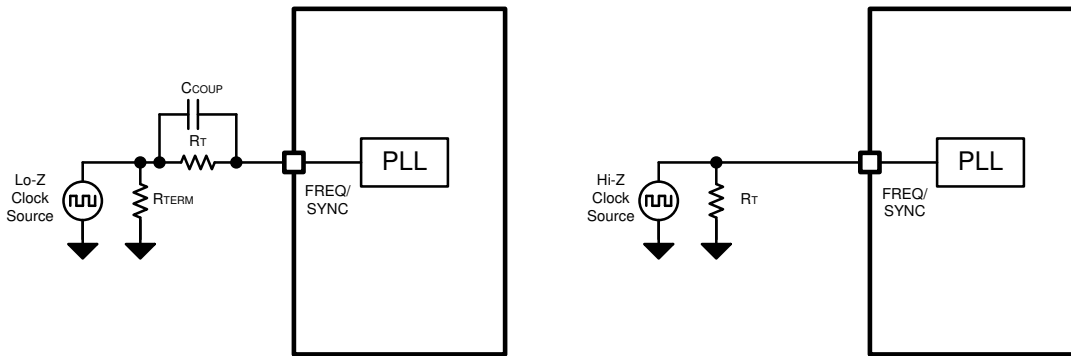 CCOUP
RT
PLL
Lo-Z
Clock
Source
RTERM
FREQ/
SYNC
PLL
Hi-Z
Clock
Source
RT
FREQ/
SYNC